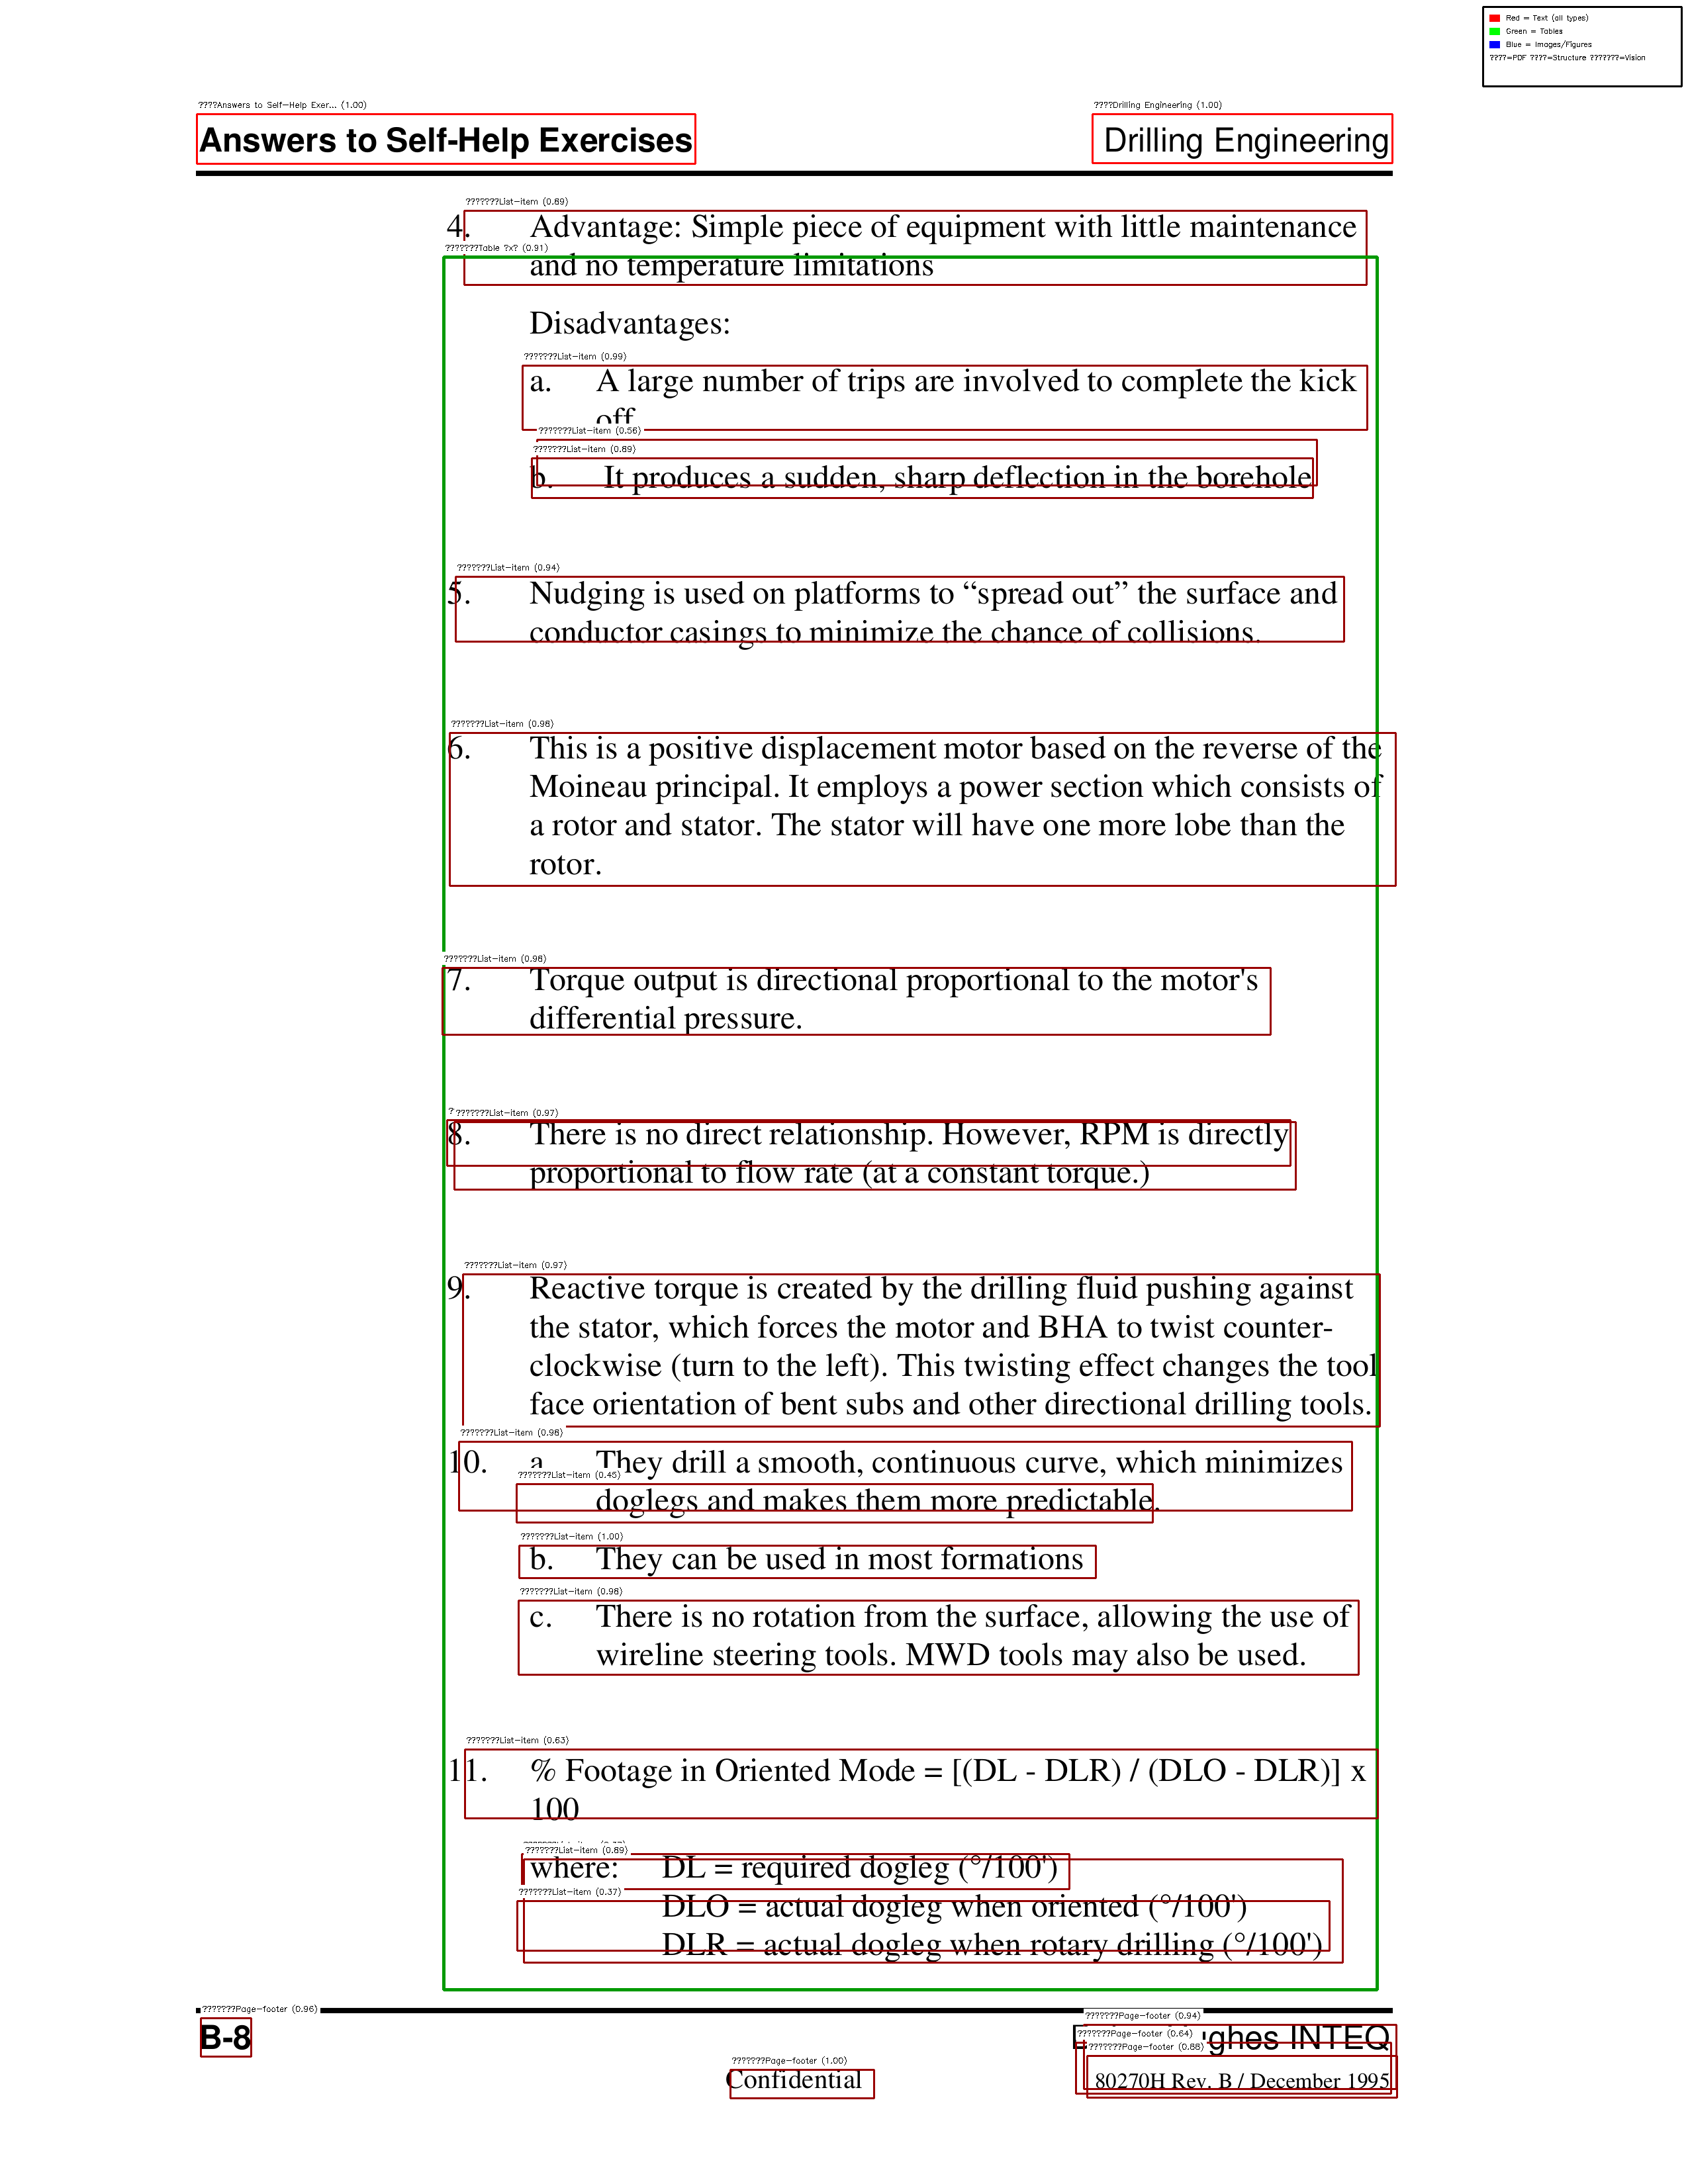 Red = Text (all types)
Green = Tables
Blue = Images/Figures
????=PDF ????=Structure ???????=Vision
????Answers to Self-Help Exer... (1.00)
????Drilling Engineering (1.00)
Answers to Self-Help Exercises
Drilling Engineering
???????List-item (0.89)
4. Advantage: Simple piece of equipment with little maintenance
???????Table ?x? (0.91)
and no temperature limitations
Disadvantages:
???????List-item (0.99)
a. A large number of trips are involved to complete the kick
off
???????List-item (0.56)
???????List-item (0.89)
b. It produces a sudden, sharp deflection in the borehole
???????List-item (0.94)
5. Nudging is used on platforms to “spread out” the surface and
conductor casings to minimize the chance of collisions.
???????List-item (0.98)
6. This is a positive displacement motor based on the reverse of the
Moineau principal. It employs a power section which consists of
a rotor and stator. The stator will have one more lobe than the
rotor.
???????List-item (0.98)
7. Torque output is directional proportional to the motor's
differential pressure.
???????List-item (0.97)
8. There is no direct relationship. However, RPM is directly
proportional to flow rate (at a constant torque.)
???????List-item (0.97)
9. Reactive torque is created by the drilling fluid pushing against
the stator, which forces the motor and BHA to twist counter-
clockwise (turn to the left). This twisting effect changes the tool
face orientation of bent subs and other directional drilling tools.
???????List-item (0.98)
10. a They drill a smooth, continuous curve, which minimizes
???????List-item (0.45)
doglegs and makes them more predictable.
???????List-item (1.00)
b. They can be used in most formations
???????List-item (0.98)
c. There is no rotation from the surface, allowing the use of
wireline steering tools. MWD tools may also be used.
???????List-item (0.63)
11. % Footage in Oriented Mode = [(DL - DLR) / (DLO - DLR)] x
100
???????List-item (0.89)
where: DL = required dogleg (°/100')
???????List-item (0.37)
DLO = actual dogleg when oriented (°/100')
DLR = actual dogleg when rotary drilling (°/100')
???????Page-footer (0.96)
???????Page-footer (0.94)
B-8
ghes INTEQ
???????Page-footer (0.64)
???????Page-footer (0.88)
???????Page-footer (1.00)
Confidential
80270H Rev. B / December 1995